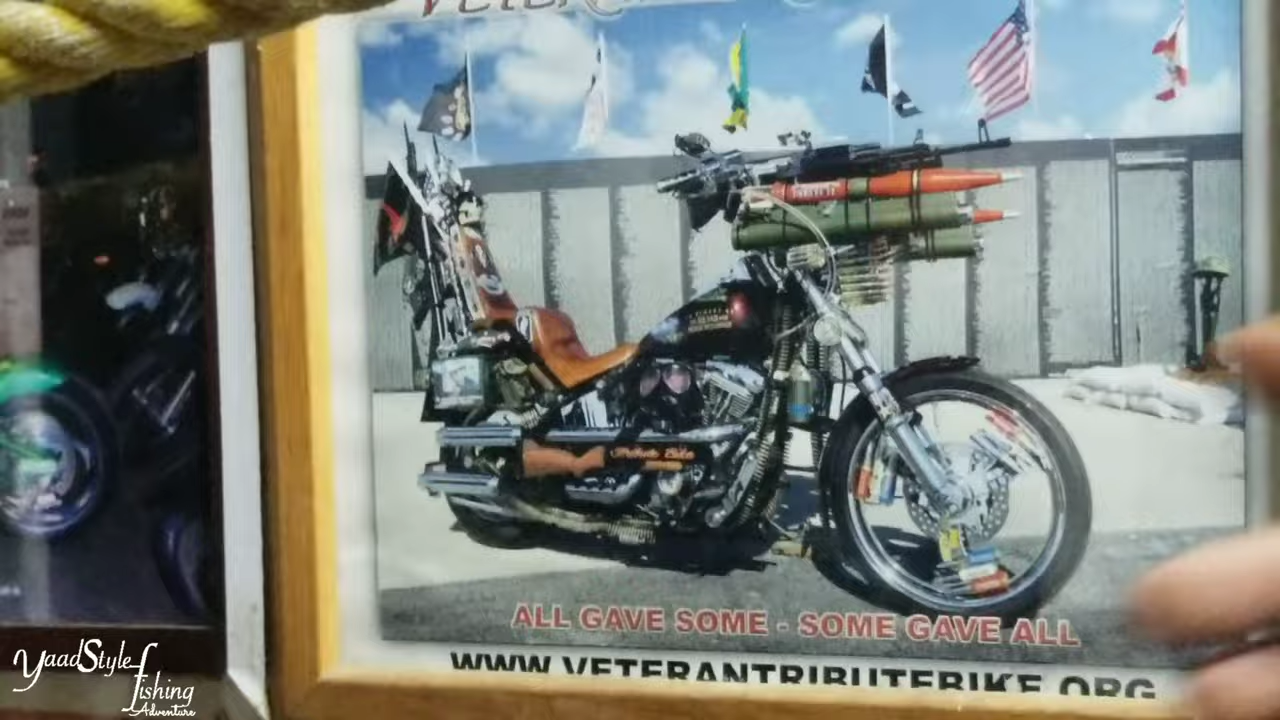 ALL GAVE SOME - SOME GAVE ALL
WWW.VETERANTRIBUTEBIKE.ORG
YaadStyle
fishing
Adventure